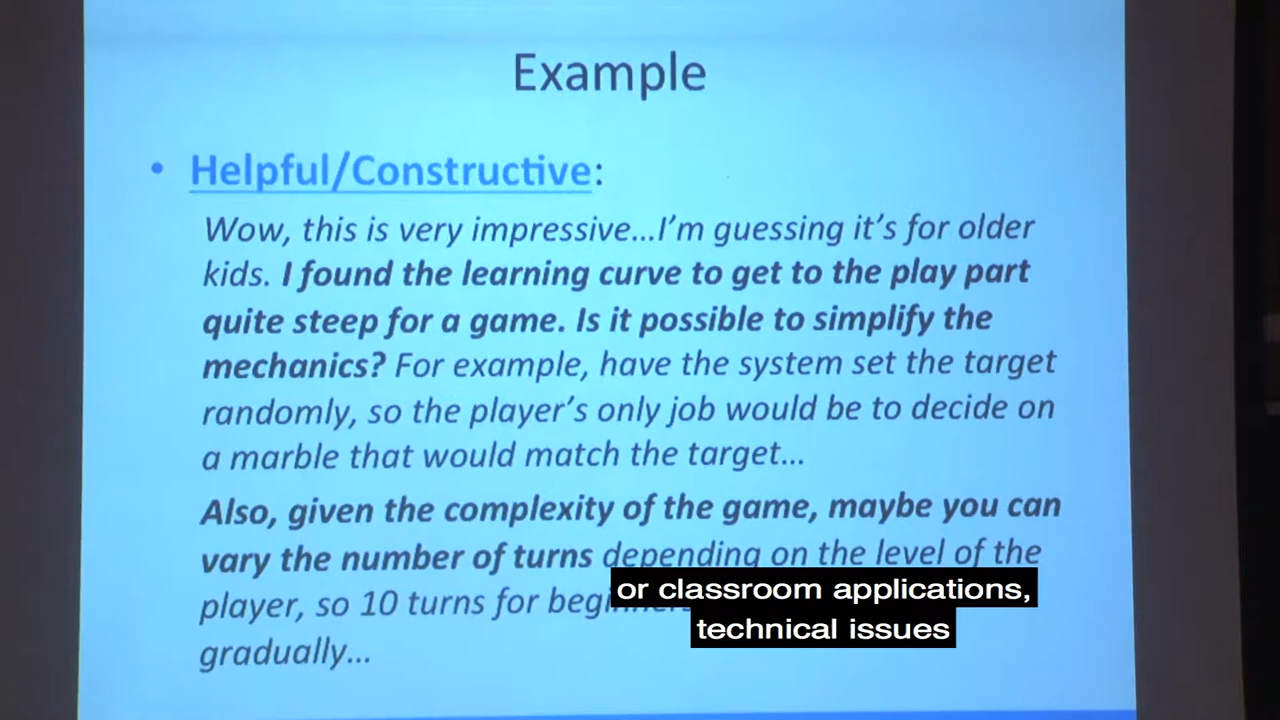 Example
• Helpful/Constructive:
Wow, this is very impressive...I'm guessing it's for older
kids. I found the learning curve to get to the play part
quite steep for a game. Is it possible to simplify the
mechanics? For example, have the system set the target
randomly, so the player's only job would be to decide on
a marble that would match the target...
Also, given the complexity of the game, maybe you can
vary the number of turns depending on the level of the
player, so 10 turns for
gradually...
or classroom applications,
technical issues